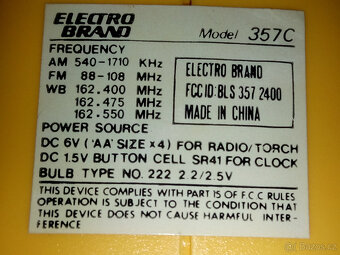 ELECTRO
BRAND
Model 357C
FREQUENCY
AM 540-1710 KHz
FM 88-108 MHz
WB 162.400 MHz
162.475 MHz
162.550 MHz
ELECTRO BRAND
FCC ID: BLS 357 2400
MADE IN CHINA
POWER SOURCE
DC 6V ('AA' SIZE ×4) FOR RADIO/TORCH
DC 1.5V BUTTON CELL SR41 FOR CLOCK
BULB TYPE NO. 222 2.2/2.5V
THIS DEVICE COMPLIES WITH PART 15 OF FCC RULES
OPERATION IS SUBJECT TO THE CONDITION THAT
THIS DEVICE DOES NOT CAUSE HARMFUL INTER-
FERENCE